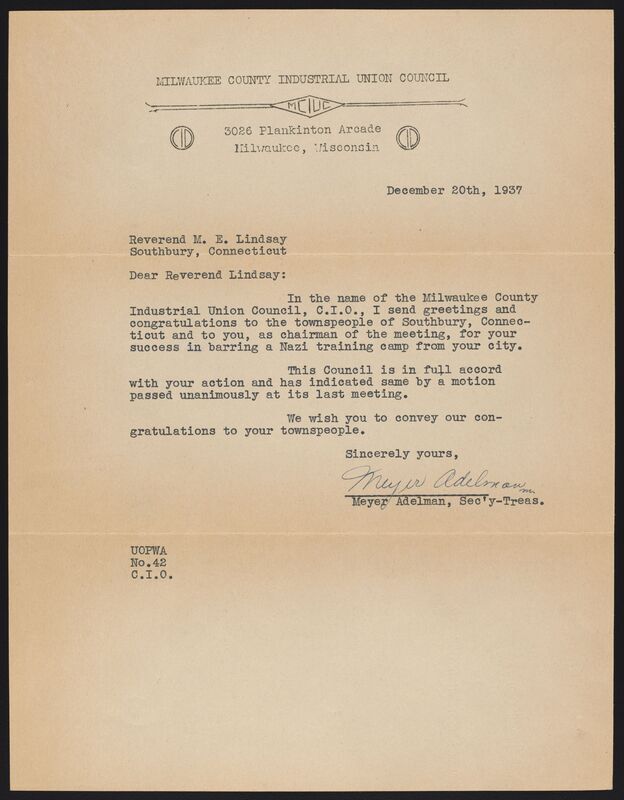 MILWAUKEE COUNTY INDUSTRIAL UNION COUNCIL
MCIUC
CIO 3026 Plankinton Arcade CIO
Milwaukee, Wisconsin
December 20th, 1937
Reverend M. E. Lindsay
Southbury, Connecticut
Dear Reverend Lindsay:
In the name of the Milwaukee County
Industrial Union Council, C.I.O., I send greetings and
congratulations to the townspeople of Southbury, Connec-
ticut and to you, as chairman of the meeting, for your
success in barring a Nazi training camp from your city.
This Council is in full accord
with your action and has indicated same by a motion
passed unanimously at its last meeting.
We wish you to convey our con-
gratulations to your townspeople.
Sincerely yours,
Meyer Adelman
Meyer Adelman, Sec'y-Treas.
UOPWA
No.42
C.I.O.